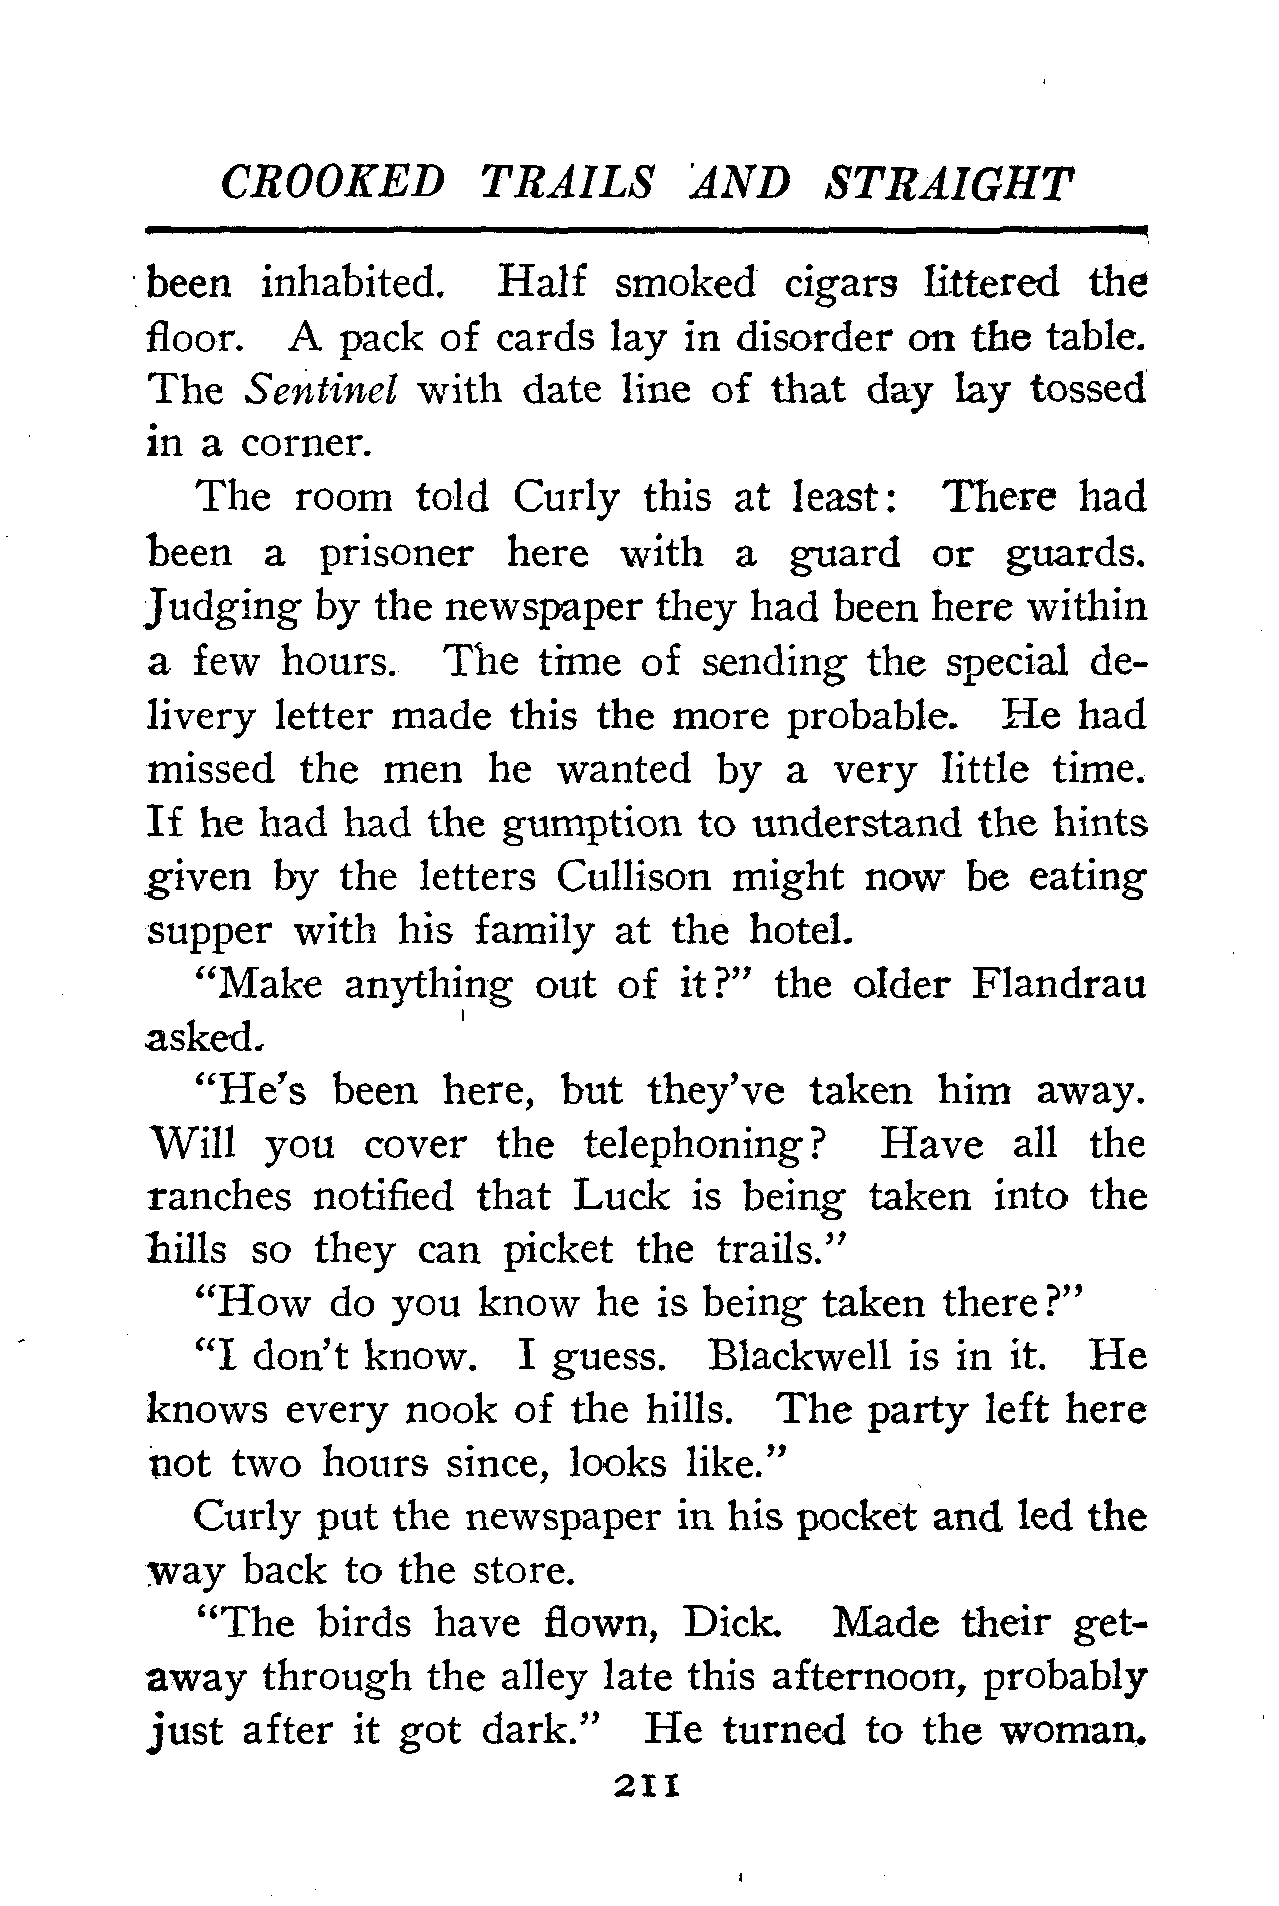 CROOKED TRAILS AND STRAIGHT
been inhabited. Half smoked cigars littered the
floor. A pack of cards lay in disorder on the table.
The Sentinel with date line of that day lay tossed
in a corner.
The room told Curly this at least: There had
been a prisoner here with a guard or guards.
Judging by the newspaper they had been here within
a few hours. The time of sending the special de-
livery letter made this the more probable. He had
missed the men he wanted by a very little time.
If he had had the gumption to understand the hints
given by the letters Cullison might now be eating
supper with his family at the hotel.
"Make anything out of it?" the older Flandrau
asked.
"He's been here, but they've taken him away.
Will you cover the telephoning? Have all the
ranches notified that Luck is being taken into the
hills so they can picket the trails."
"How do you know he is being taken there?"
"I don't know. I guess. Blackwell is in it. He
knows every nook of the hills. The party left here
not two hours since, looks like."
Curly put the newspaper in his pocket and led the
way back to the store.
"The birds have flown, Dick. Made their get-
away through the alley late this afternoon, probably
just after it got dark." He turned to the woman.
211